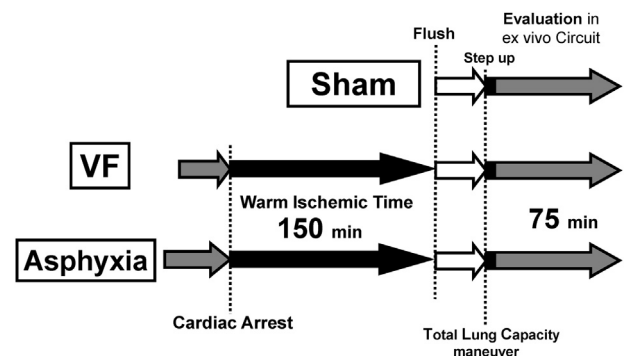 Evaluation in
ex vivo Circuit
Flush
Step up
Sham
VF
Warm Ischemic Time
150 min
75 min
Asphyxia
Cardiac Arrest
Total Lung Capacity
maneuver